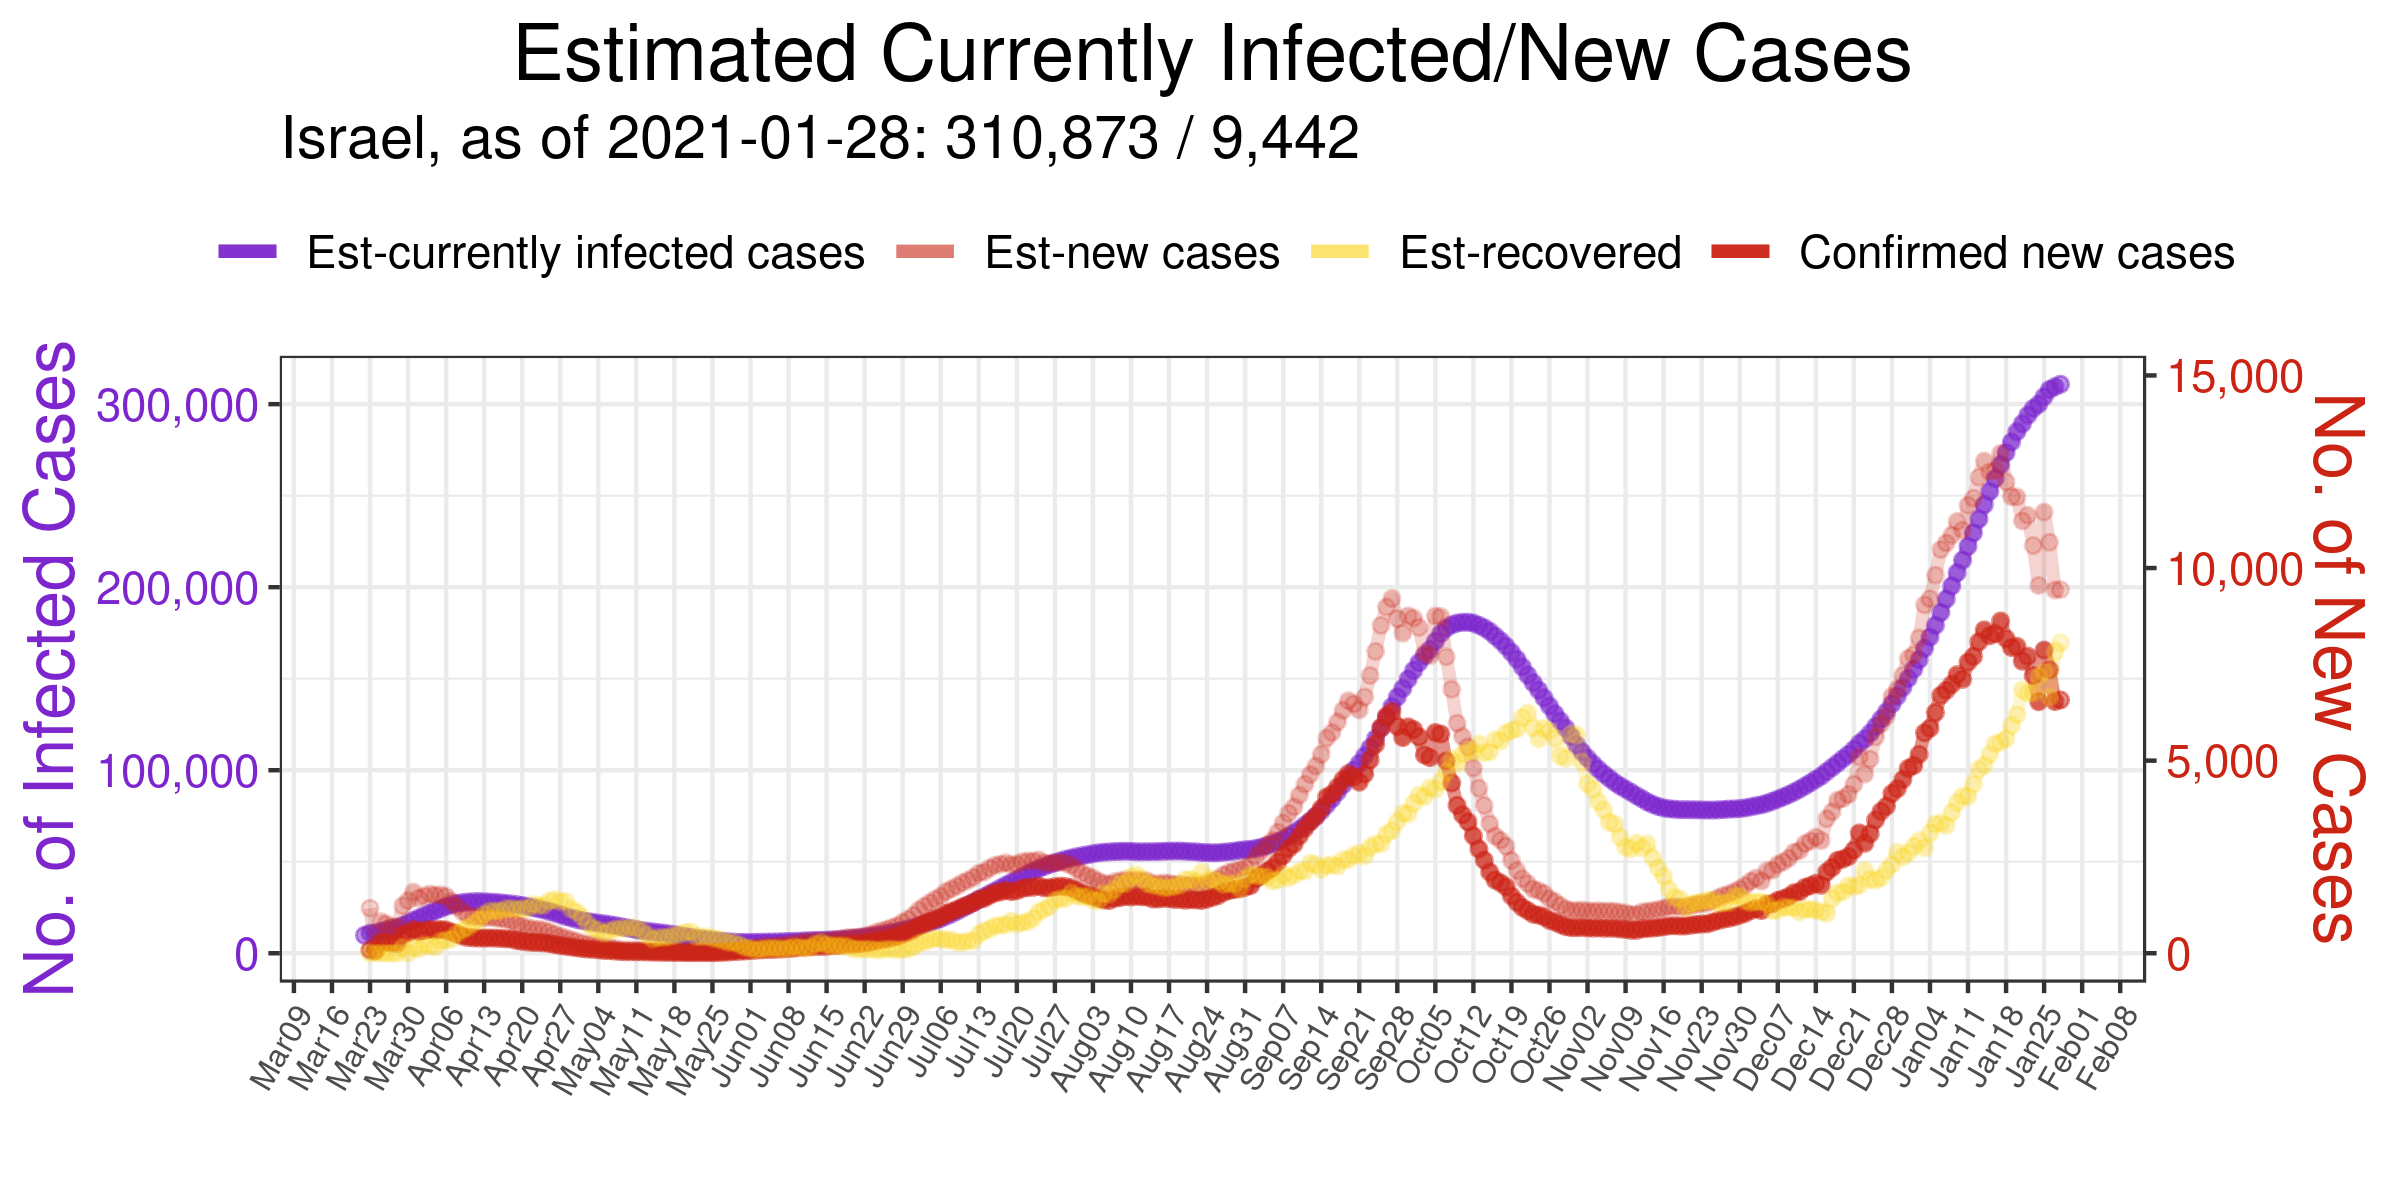 Estimated Currently Infected/New Cases
Israel, as of 2021-01-28: 310,873 / 9,442
Est-currently infected cases
Est-new cases
Est-recovered
Confirmed new cases
No. of Infected Cases
300,000
200,000
100,000
0
15,000
10,000
5,000
0
No. of New Cases
Mar09
Mar16
Mar23
Mar30
Apr06
Apr13
Apr20
Apr27
May04
May11
May18
May25
Jun01
Jun08
Jun15
Jun22
Jun29
Jul06
Jul13
Jul20
Jul27
Aug03
Aug10
Aug17
Aug24
Aug31
Sep07
Sep14
Sep21
Sep28
Oct05
Oct12
Oct19
Oct26
Nov02
Nov09
Nov16
Nov23
Nov30
Dec07
Dec14
Dec21
Dec28
Jan04
Jan11
Jan18
Jan25
Feb01
Feb08